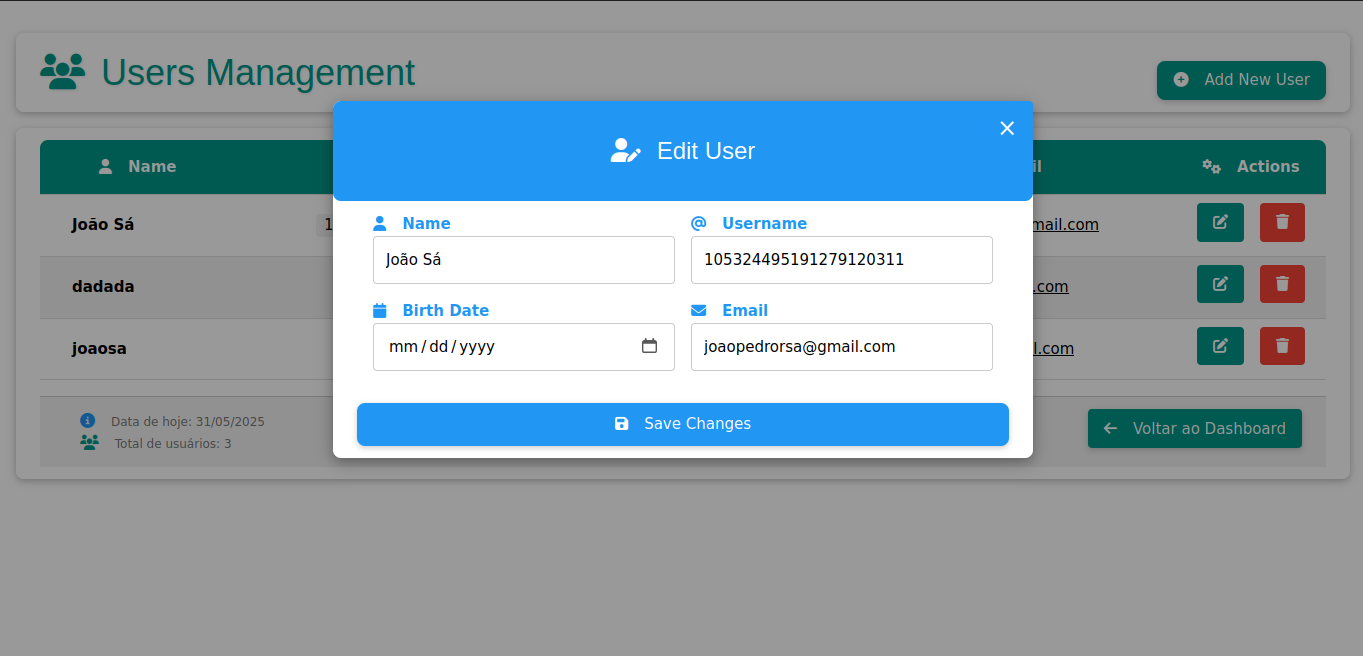 Users Management
Add New User
Edit User
Name
Actions
Name
Username
João Sá
João Sá
105324495191279120311
mail.com
dadada
.com
Birth Date
Email
joaosa
mm/dd/yyyy
joaopedrorsa@gmail.com
l.com
Save Changes
Data de hoje: 31/05/2025
Total de usuários: 3
Voltar ao Dashboard